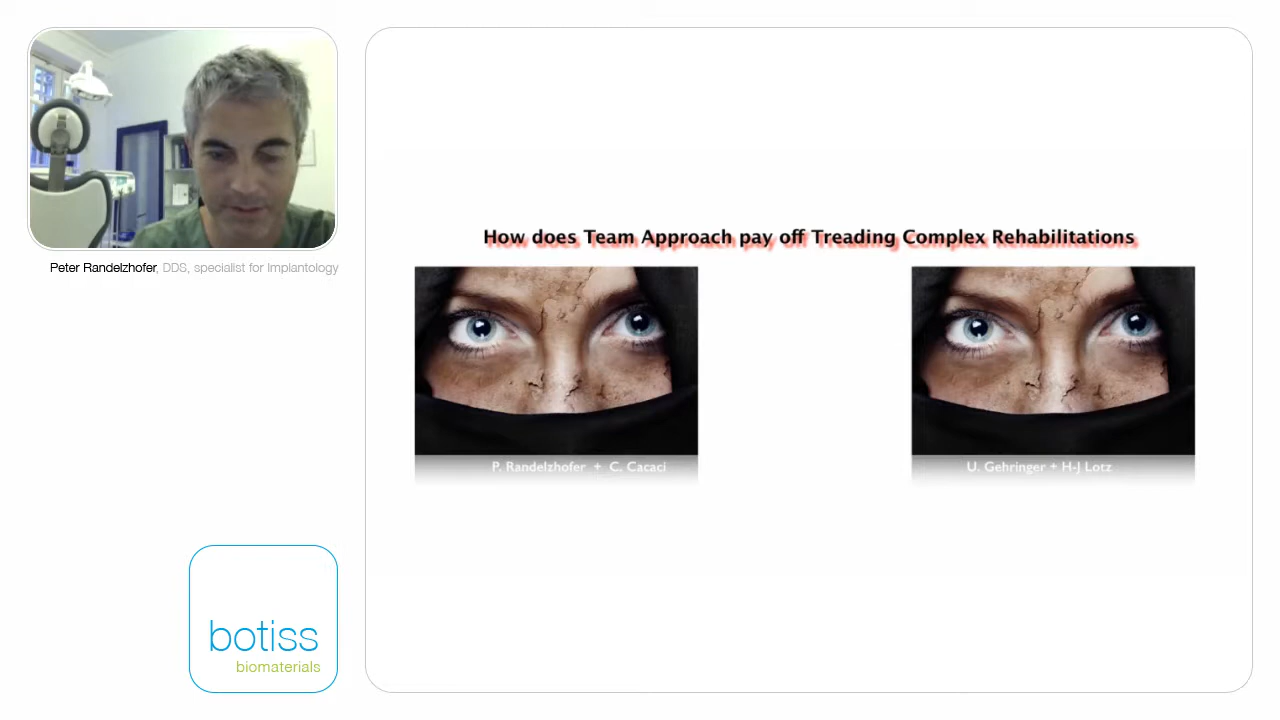 Peter Randelzhofer, DDS, specialist for Implantology
botiss
biomaterials
How does Team Approach pay off Treading Complex Rehabilitations
P. Randelzhofer + C. Cacaci
U. Gehringer + H-J Lotz